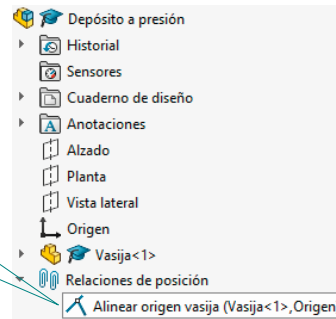 Depósito a presión
Historial
Sensores
Cuaderno de diseño
Anotaciones
Alzado
Planta
Vista lateral
Origen
Vasija<1>
Relaciones de posición
Alinear origen vasija (Vasija<1>,Origen